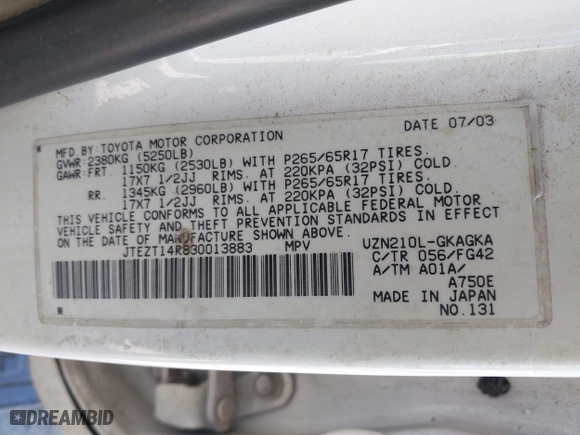 MFD.BY:TOYOTA MOTOR CORPORATION DATE 07/03
GVWR:2380KG (5250LB)
GAWR:FRT. 1150KG (2530LB) WITH P265/65R17 TIRES.
17X7 1/2JJ RIMS. AT 220KPA (32PSI) COLD.
RR. 1345KG (2960LB) WITH P265/65R17 TIRES.
17X7 1/2JJ RIMS. AT 220KPA (32PSI) COLD.
THIS VEHICLE CONFORMS TO ALL APPLICABLE FEDERAL MOTOR
VEHICLE SAFETY AND THEFT PREVENTION STANDARDS IN EFFECT
ON THE DATE OF MANUFACTURE SHOWN ABOVE.
JTEZT14R830013883 MPV UZN210L-GKAGKA
C/TR 056/FG42
A/TM A01A/
A750E
MADE IN JAPAN
NO.131
DREAMBID